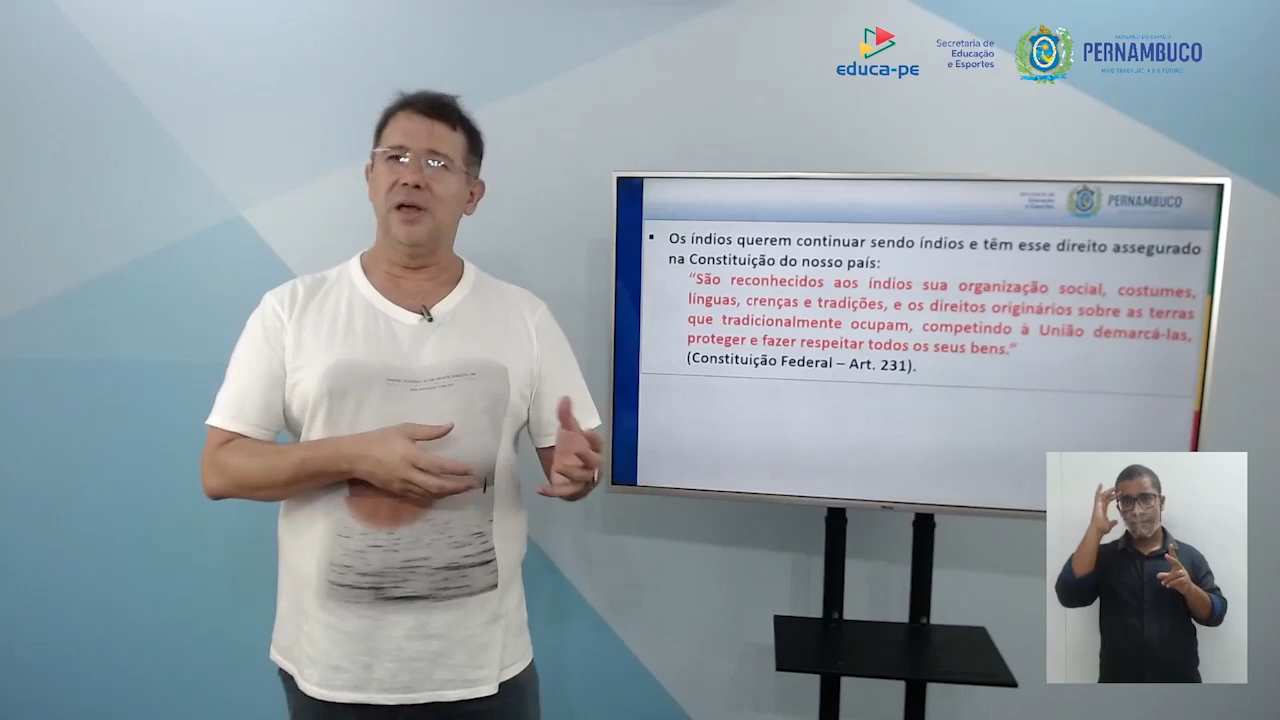 educa-pe
Secretaria de
Educação
e Esportes
GOVERNO DO ESTADO
PERNAMBUCO
Secretaria de
Educação
e Esportes
PERNAMBUCO
▪ Os índios querem continuar sendo índios e têm esse direito assegurado
na Constituição do nosso país:
“São reconhecidos aos índios sua organização social, costumes,
línguas, crenças e tradições, e os direitos originários sobre as terras
que tradicionalmente ocupam, competindo à União demarcá-las,
proteger e fazer respeitar todos os seus bens.“
(Constituição Federal – Art. 231).